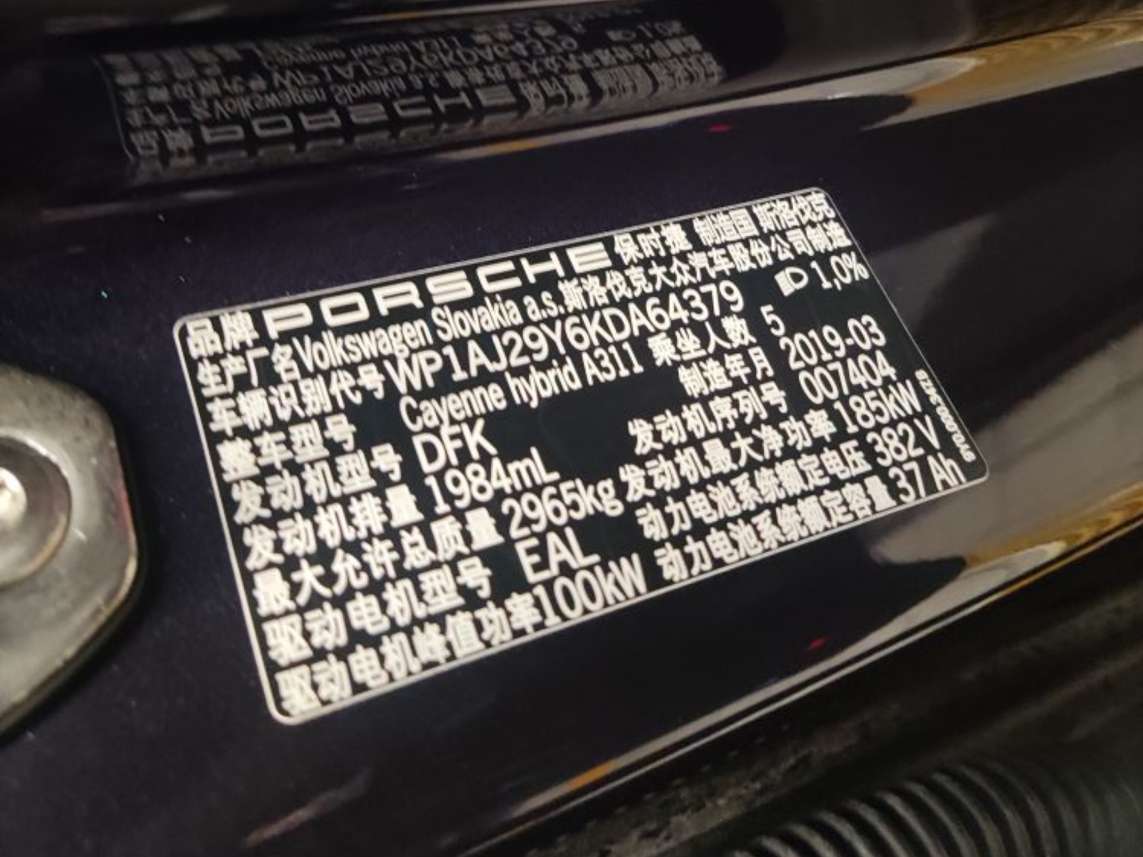 品牌 PORSCHE 保时捷 制造国 斯洛伐克
生产厂名 Volkswagen Slovakia a.s. 斯洛伐克大众汽车股份公司制造
车辆识别代号 WP1AJ29Y6KDA64379 1,0%
整车型号 Cayenne hybrid A311 乘坐人数 5
发动机型号 DFK 制造年月 2019-03
发动机排量 1984mL 发动机序列号 007404
最大允许总质量 2965kg 发动机最大净功率 185kW
驱动电机型号 EAL 动力电池系统额定电压 382V
驱动电机峰值功率 100kW 动力电池系统额定容量 37Ah